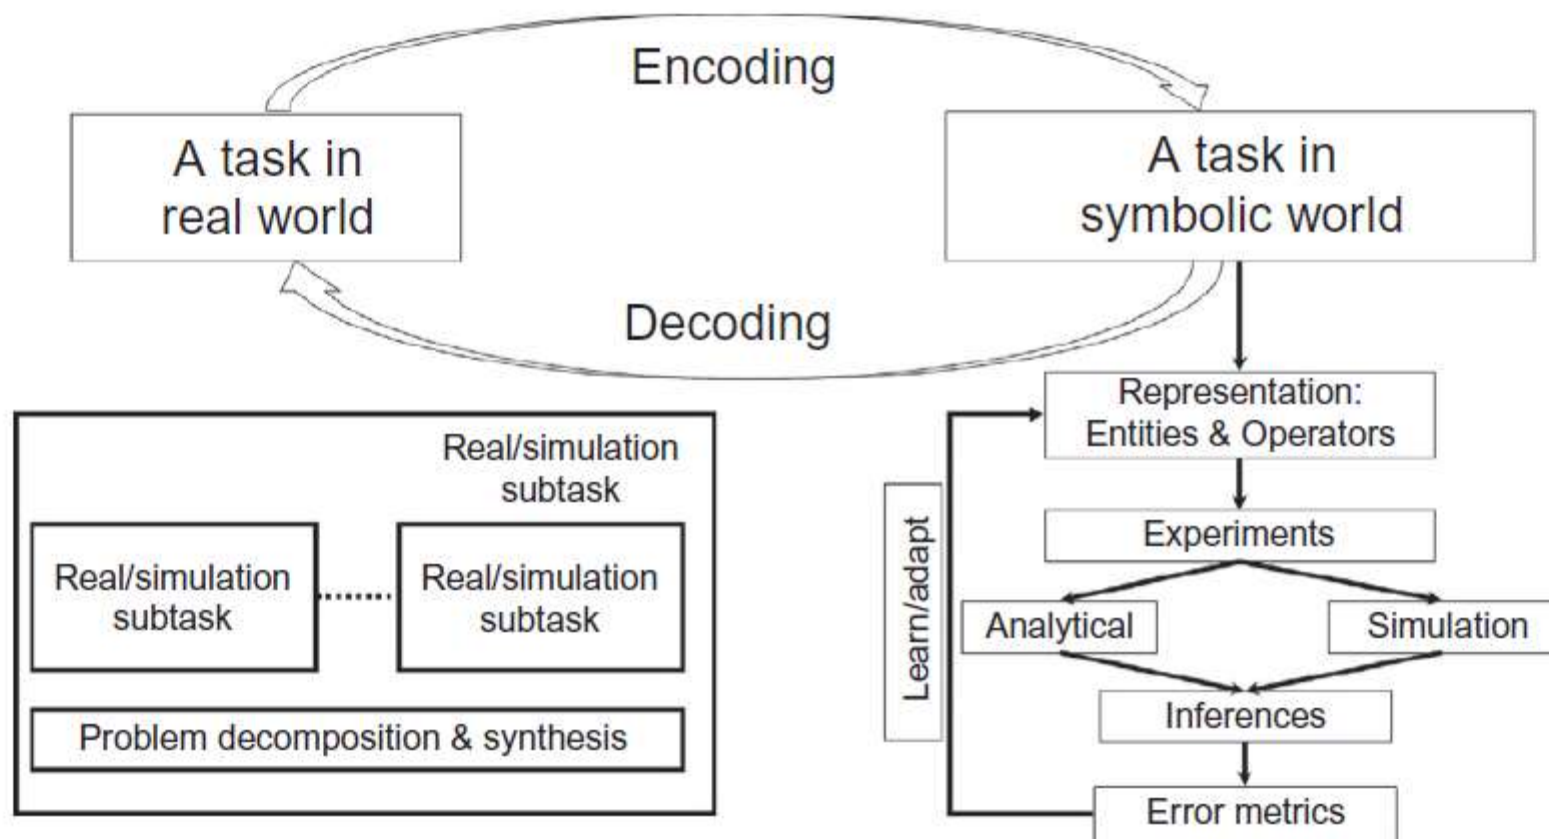 Encoding
A task in
real world
A task in
symbolic world
Decoding
Representation:
Entities & Operators
Real/simulation
subtask
Real/simulation
subtask
Real/simulation
subtask
Problem decomposition & synthesis
Learn/adapt
Experiments
Analytical
Simulation
Inferences
Error metrics